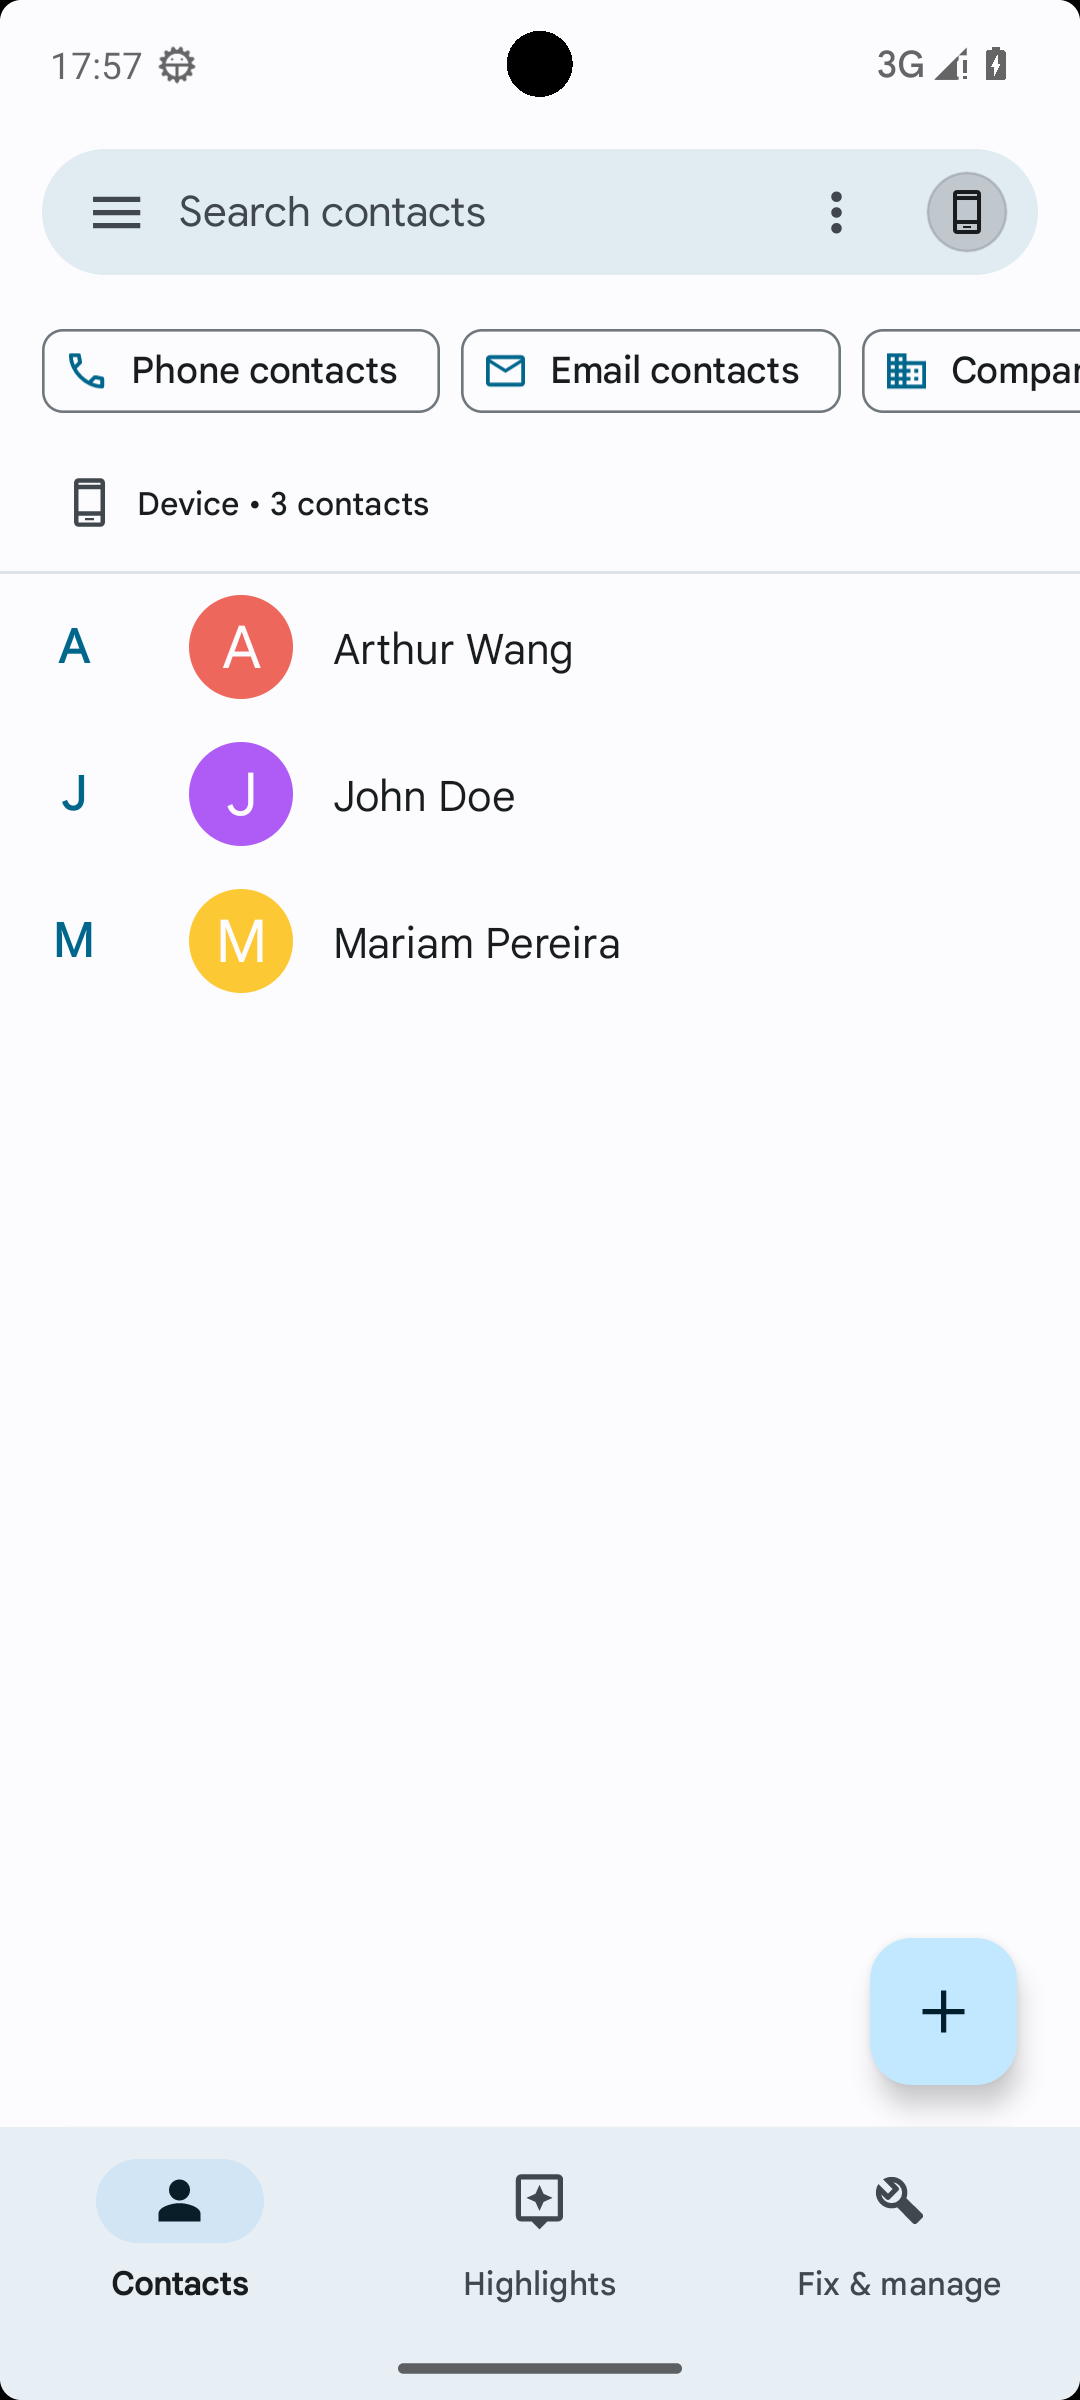 17:57 3G
Search contacts
Phone contacts Email contacts Compar
Device • 3 contacts
A A Arthur Wang
J J John Doe
M M Mariam Pereira
Contacts Highlights Fix & manage